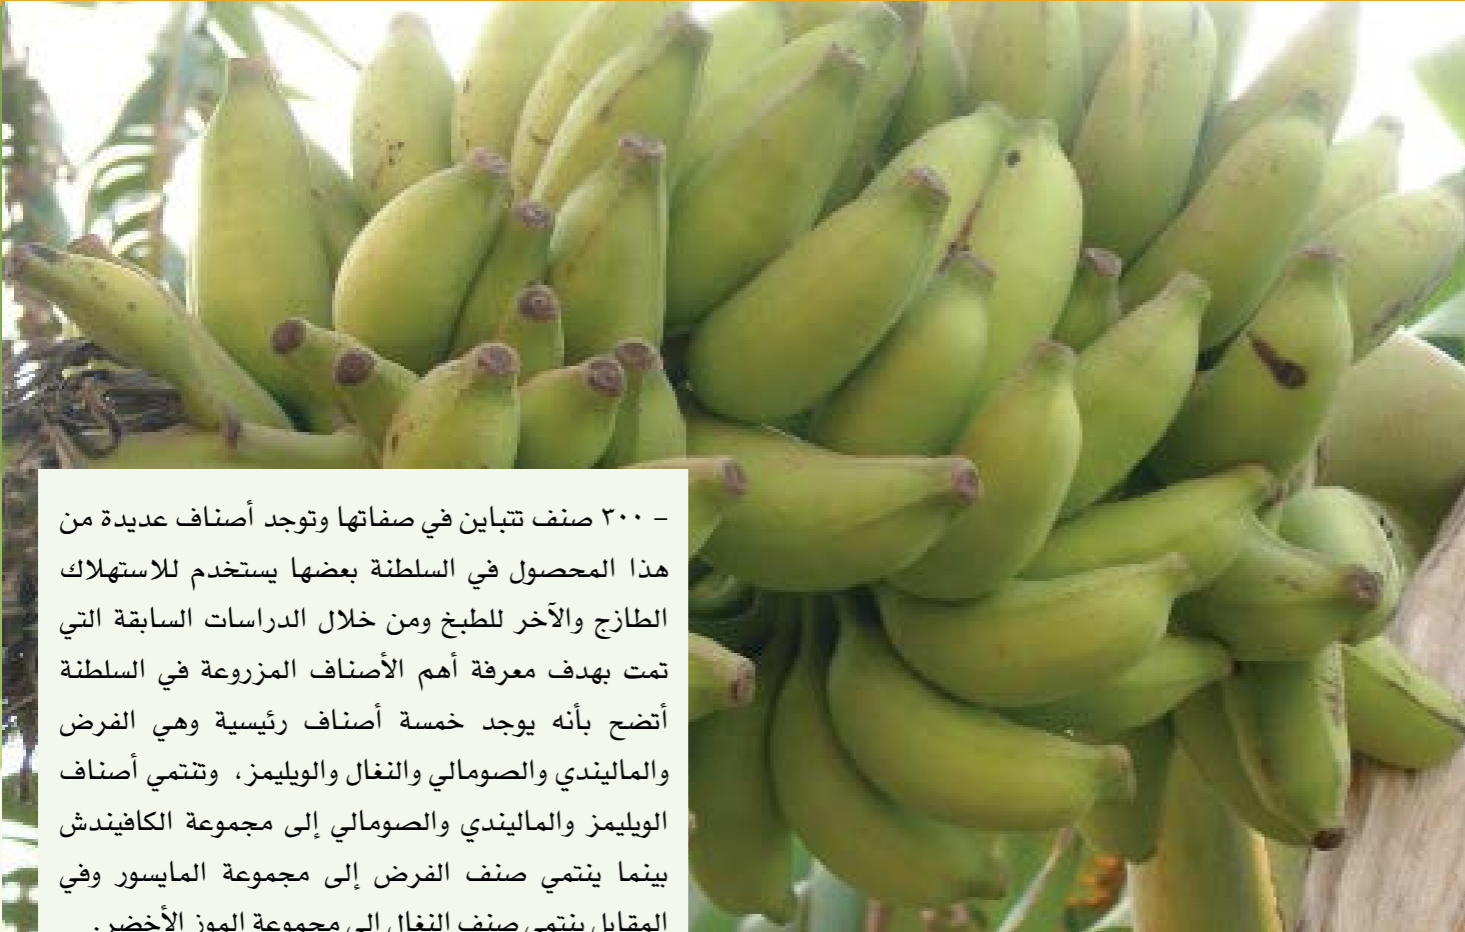 – ٣٠٠ صنف تتباين في صفاتها وتوجد أصناف عديدة من
هذا المحصول في السلطنة بعضها يستخدم للاستهلاك
الطازج والآخر للطبخ ومن خلال الدراسات السابقة التي
تمت بهدف معرفة أهم الأصناف المزروعة في السلطنة
أتضح بأنه يوجد خمسة أصناف رئيسية وهي الفرض
والماليندي والصومالي والنغال والويليمز، وتنتمي أصناف
الويليمز والماليندي والصومالي إلى مجموعة الكافيندش
بينما ينتمي صنف الفرض إلى مجموعة المايسور وفي
المقابل ينتمي صنف النغال إلى مجموعة الموز الأخضر.